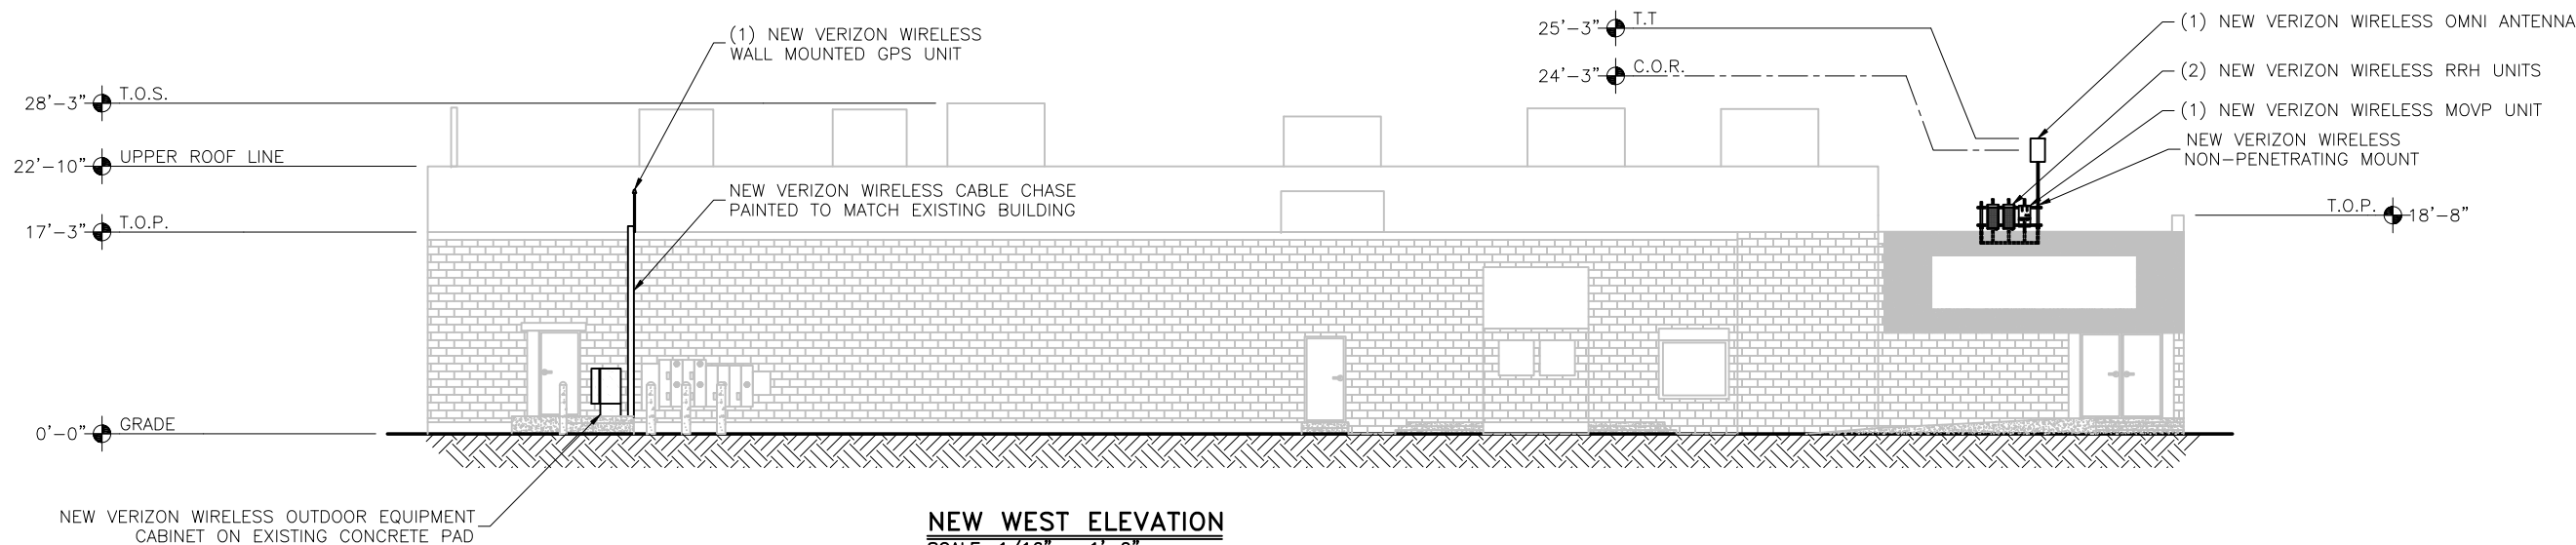 (1) NEW VERIZON WIRELESS
WALL MOUNTED GPS UNIT
25'-3" T.T
24'-3" C.O.R.
(1) NEW VERIZON WIRELESS OMNI ANTENNA
(2) NEW VERIZON WIRELESS RRH UNITS
(1) NEW VERIZON WIRELESS MOVP UNIT
NEW VERIZON WIRELESS
NON-PENETRATING MOUNT
28'-3" T.O.S.
22'-10" UPPER ROOF LINE
17'-3" T.O.P.
NEW VERIZON WIRELESS CABLE CHASE
PAINTED TO MATCH EXISTING BUILDING
T.O.P. 18'-8"
0'-0" GRADE
NEW VERIZON WIRELESS OUTDOOR EQUIPMENT
CABINET ON EXISTING CONCRETE PAD
NEW WEST ELEVATION